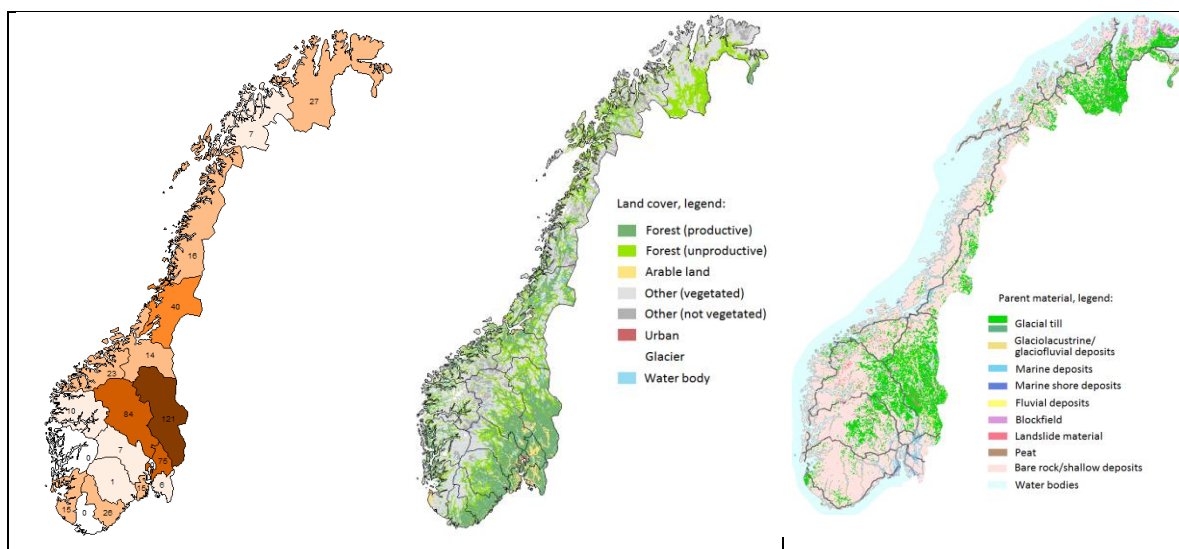 27
7
16
40
14
23
10
84
121
0
7
75
1
15
6
15
0
26
Land cover, legend:
Forest (productive)
Forest (unproductive)
Arable land
Other (vegetated)
Other (not vegetated)
Urban
Glacier
Water body
Parent material, legend:
Glacial till
Glaciolacustrine/
glaciofluvial deposits
Marine deposits
Marine shore deposits
Fluvial deposits
Blockfield
Landslide material
Peat
Bare rock/shallow deposits
Water bodies